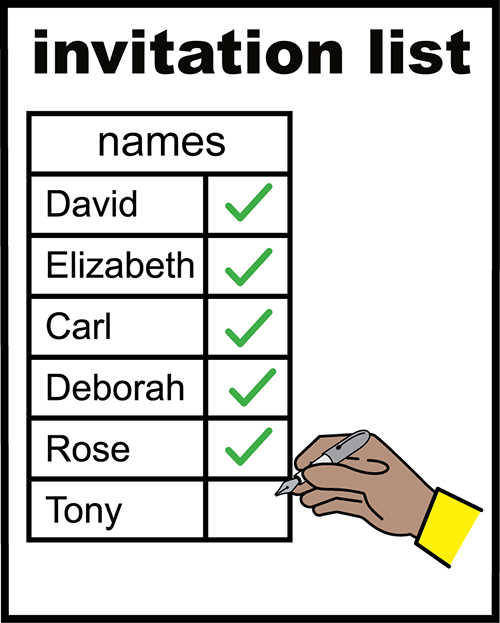 invitation list
names
David
Elizabeth
Carl
Deborah
Rose
Tony